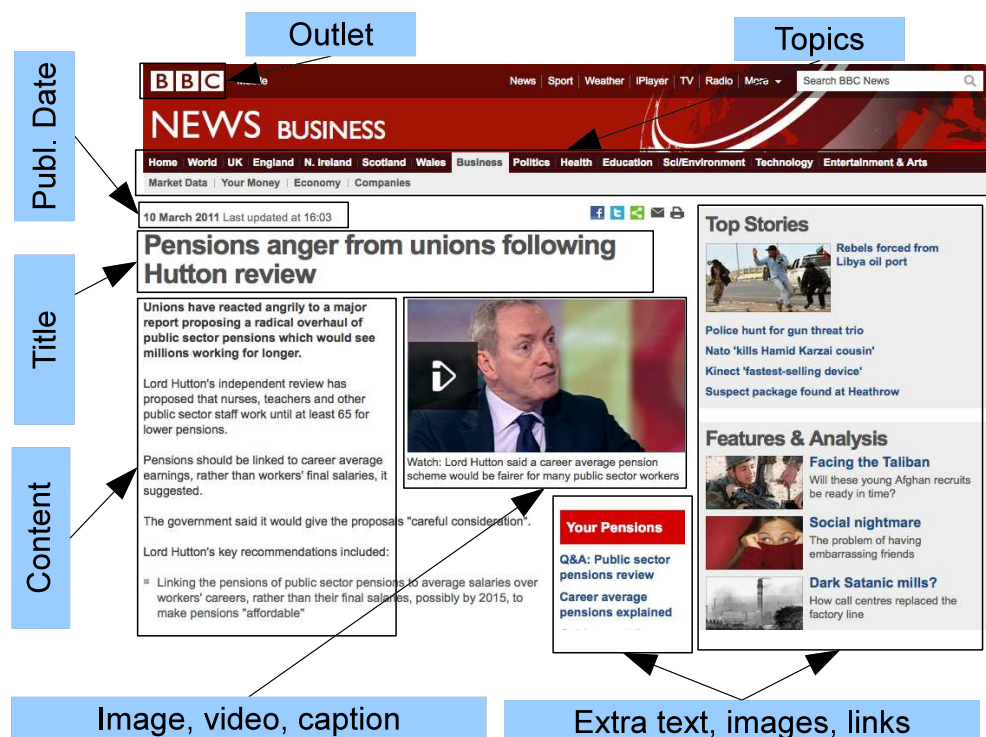 Outlet
Topics
Publ. Date
Title
Content
BBC
News Sport Weather iPlayer TV Radio More Search BBC News
NEWS BUSINESS
Home World UK England N. Ireland Scotland Wales Business Politics Health Education Sci/Environment Technology Entertainment & Arts
Market Data Your Money Economy Companies
10 March 2011 Last updated at 16:03
Pensions anger from unions following
Hutton review
Unions have reacted angrily to a major
report proposing a radical overhaul of
public sector pensions which would see
millions working for longer.
Lord Hutton's independent review has
proposed that nurses, teachers and other
public sector staff work until at least 65 for
lower pensions.
Pensions should be linked to career average
earnings, rather than workers' final salaries, it
suggested.
The government said it would give the proposals "careful consideration".
Lord Hutton's key recommendations included:
Linking the pensions of public sector pensions to average salaries over
workers' careers, rather than their final salaries, possibly by 2015, to
make pensions "affordable"
Watch: Lord Hutton said a career average pension
scheme would be fairer for many public sector workers
Your Pensions
Q&A: Public sector
pensions review
Career average
pensions explained
Top Stories
Rebels forced from
Libya oil port
Police hunt for gun threat trio
Nato 'kills Hamid Karzai cousin'
Kinect 'fastest-selling device'
Suspect package found at Heathrow
Features & Analysis
Facing the Taliban
Will these young Afghan recruits
be ready in time?
Social nightmare
The problem of having
embarrassing friends
Dark Satanic mills?
How call centres replaced the
factory line
Image, video, caption
Extra text, images, links